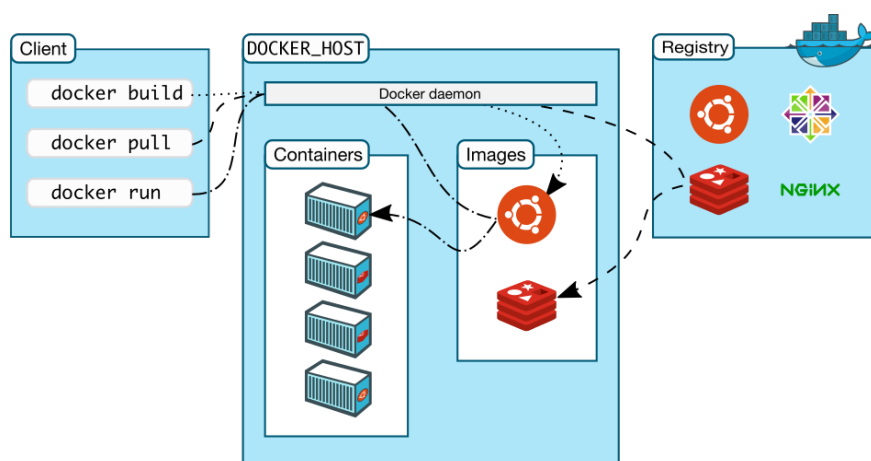 Client
docker build
docker pull
docker run
DOCKER_HOST
Docker daemon
Containers
Images
Registry
NGiNX